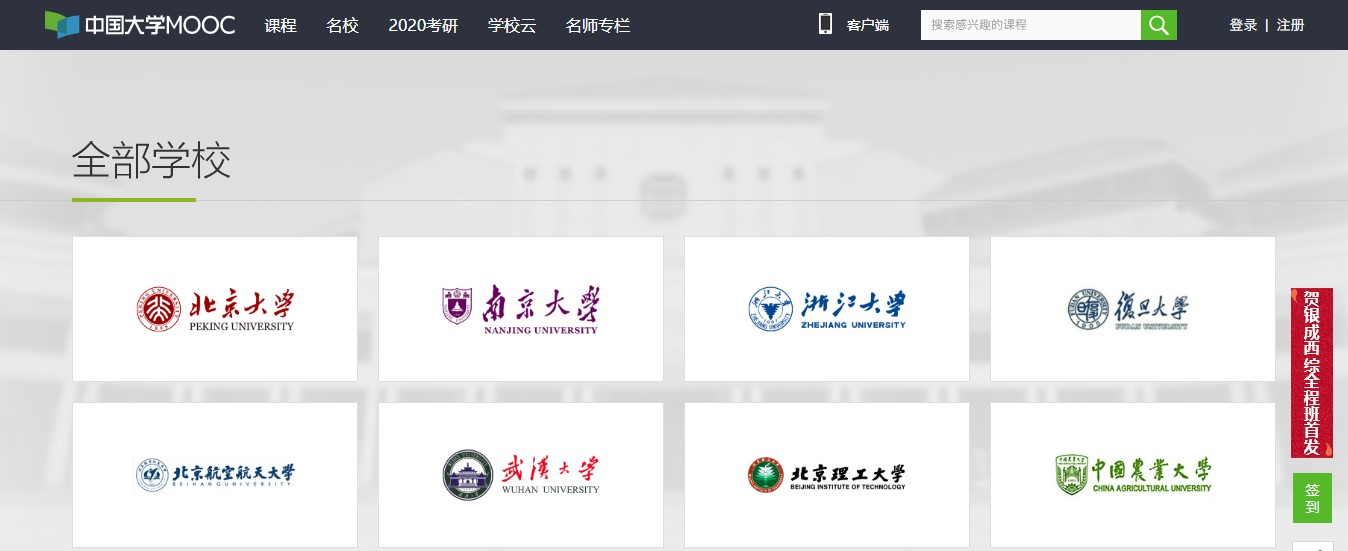 中国大学MOOC 课程 名校 2020考研 学校云 名师专栏 客户端 搜索感兴趣的课程 登录 | 注册
全部学校
北京大学
PEKING UNIVERSITY
南京大學
NANJING UNIVERSITY
浙江大学
ZHEJIANG UNIVERSITY
復旦大學
FUDAN UNIVERSITY
北京航空航天大學
BEIHANG UNIVERSITY
武漢大学
WUHAN UNIVERSITY
北京理工大学
BEIJING INSTITUTE OF TECHNOLOGY
中國農業大学
CHINA AGRICULTURAL UNIVERSITY
贺银成西综全程班首发
签到